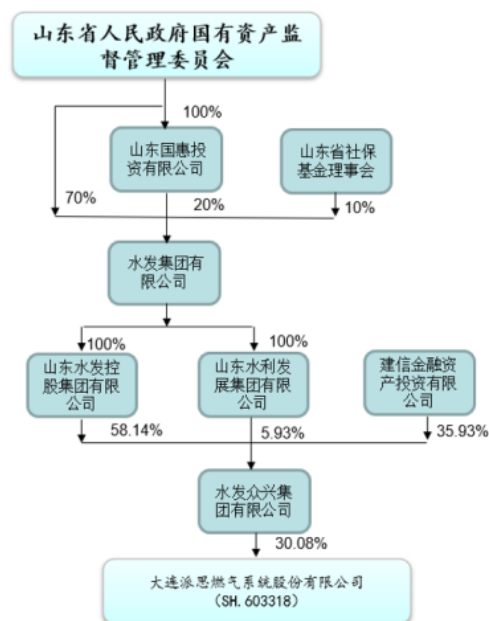 山东省人民政府国有资产监
督管理委员会
100%
山东国惠投
资有限公司
山东省社保
基金理事会
70%
20%
10%
水发集团有
限公司
100%
100%
山东水发控
股集团有限
公司
山东水利发
展集团有限
公司
建信金融资
产投资有限
公司
58.14%
5.93%
35.93%
水发众兴集
团有限公司
30.08%
大连派思燃气系统股份有限公司
（SH.603318）